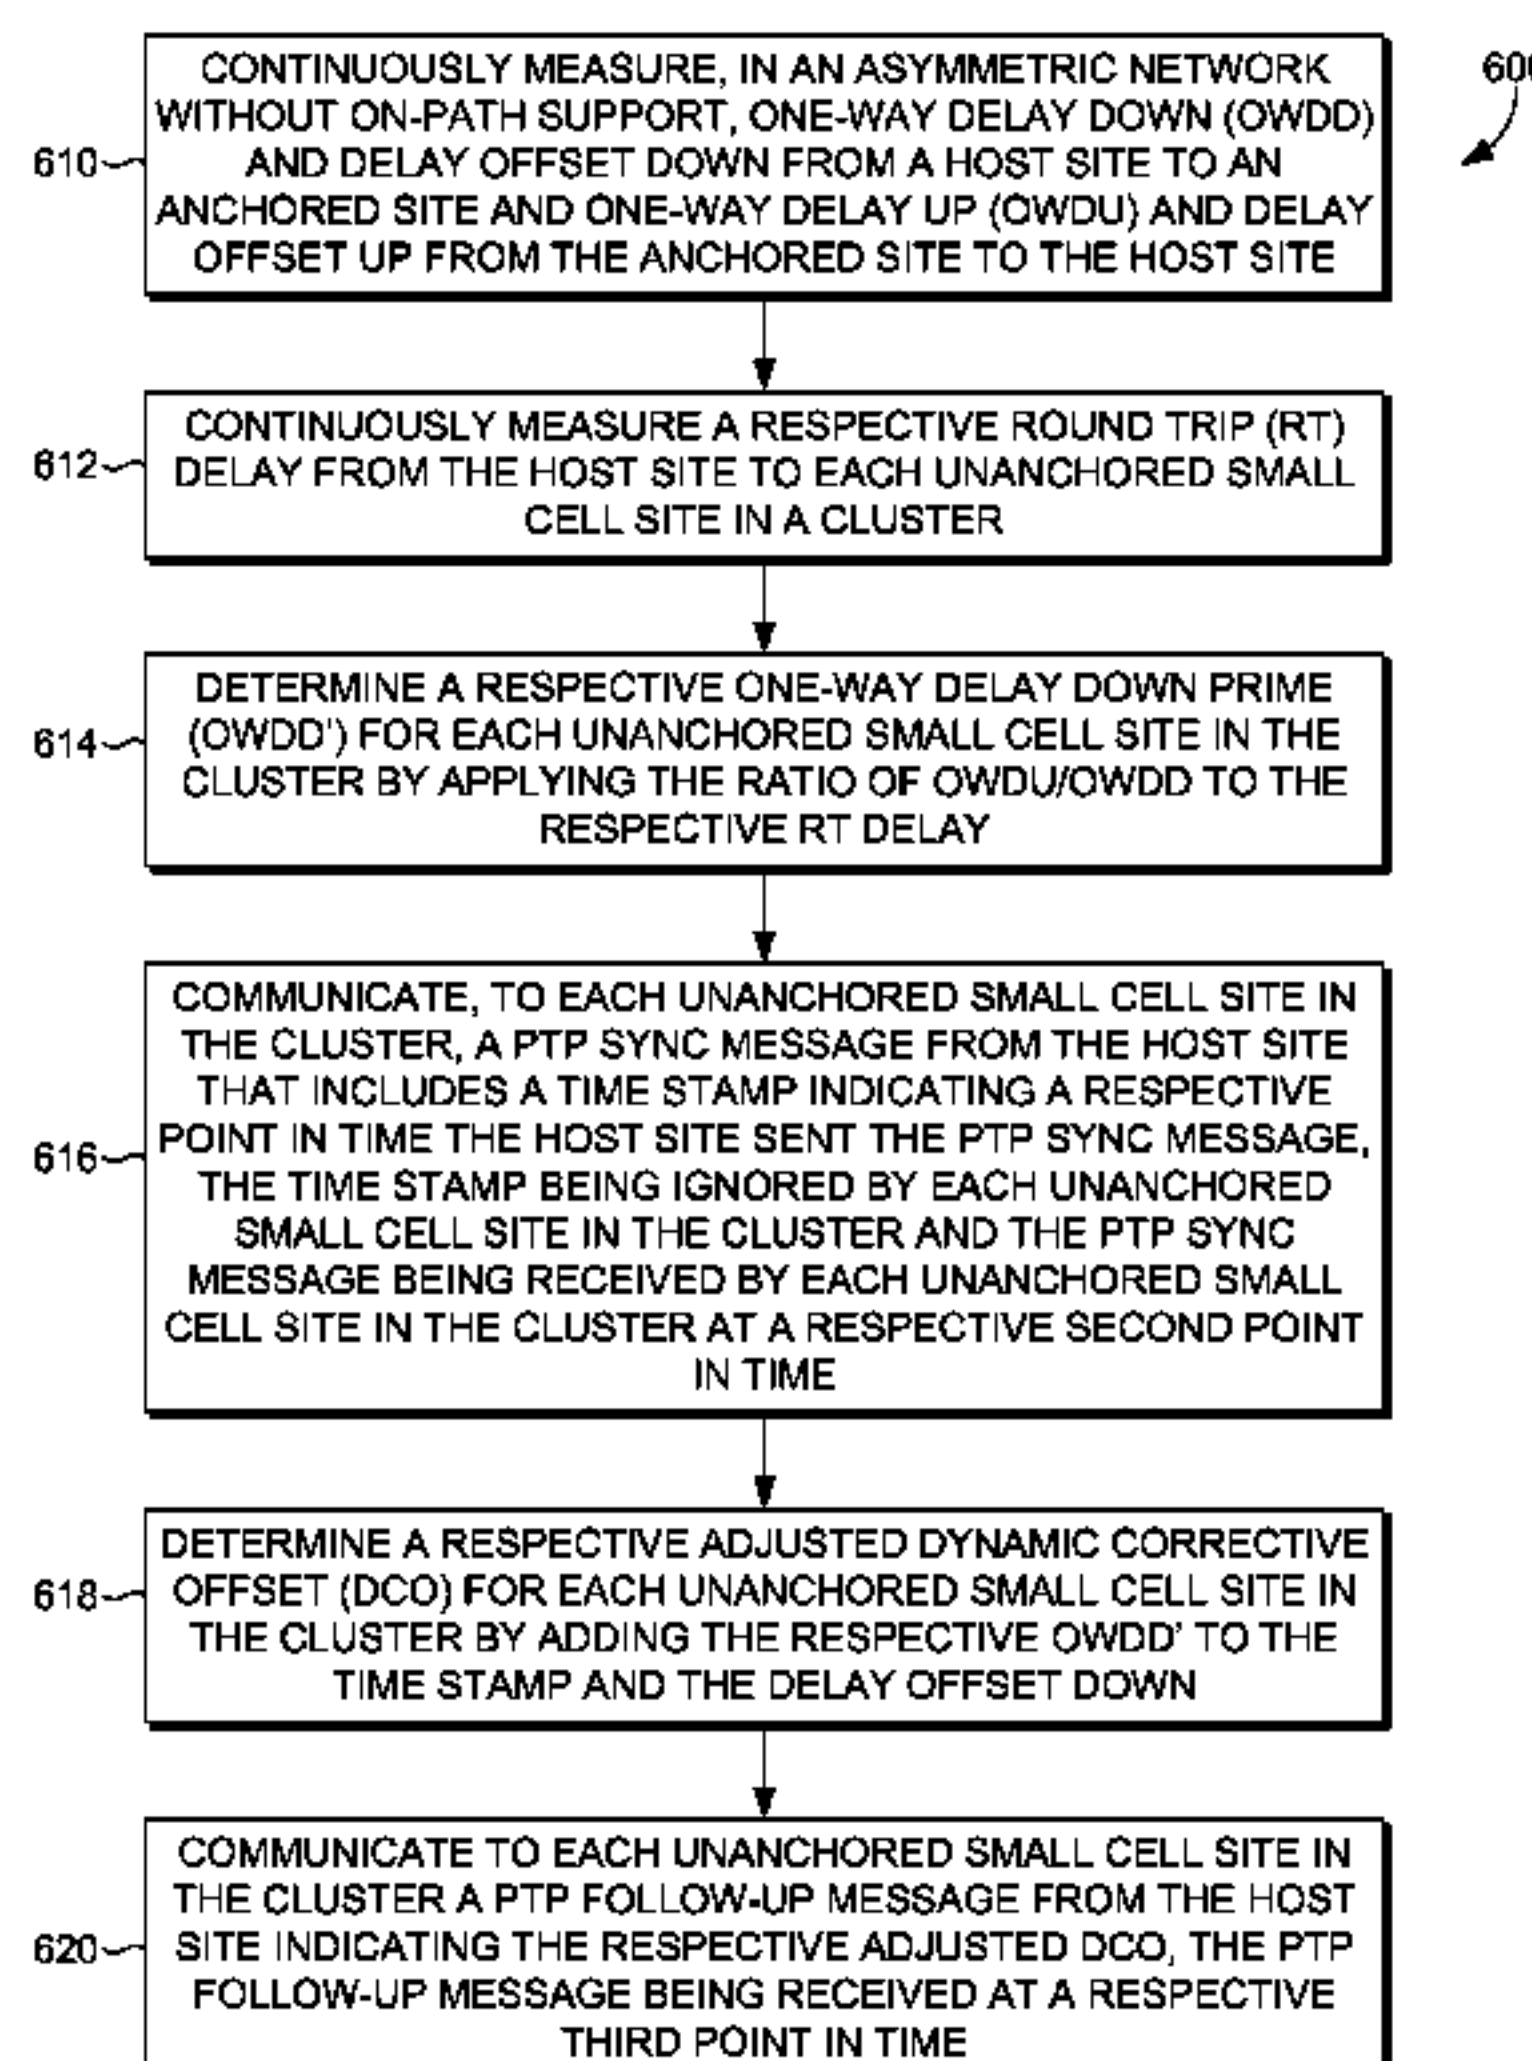 600
CONTINUOUSLY MEASURE, IN AN ASYMMETRIC NETWORK
WITHOUT ON-PATH SUPPORT, ONE-WAY DELAY DOWN (OWDD)
AND DELAY OFFSET DOWN FROM A HOST SITE TO AN
ANCHORED SITE AND ONE-WAY DELAY UP (OWDU) AND DELAY
OFFSET UP FROM THE ANCHORED SITE TO THE HOST SITE
610
CONTINUOUSLY MEASURE A RESPECTIVE ROUND TRIP (RT)
DELAY FROM THE HOST SITE TO EACH UNANCHORED SMALL
CELL SITE IN A CLUSTER
612
DETERMINE A RESPECTIVE ONE-WAY DELAY DOWN PRIME
(OWDD') FOR EACH UNANCHORED SMALL CELL SITE IN THE
CLUSTER BY APPLYING THE RATIO OF OWDU/OWDD TO THE
RESPECTIVE RT DELAY
614
COMMUNICATE, TO EACH UNANCHORED SMALL CELL SITE IN
THE CLUSTER, A PTP SYNC MESSAGE FROM THE HOST SITE
THAT INCLUDES A TIME STAMP INDICATING A RESPECTIVE
POINT IN TIME THE HOST SITE SENT THE PTP SYNC MESSAGE,
THE TIME STAMP BEING IGNORED BY EACH UNANCHORED
SMALL CELL SITE IN THE CLUSTER AND THE PTP SYNC
MESSAGE BEING RECEIVED BY EACH UNANCHORED SMALL
CELL SITE IN THE CLUSTER AT A RESPECTIVE SECOND POINT
IN TIME
616
DETERMINE A RESPECTIVE ADJUSTED DYNAMIC CORRECTIVE
OFFSET (DCO) FOR EACH UNANCHORED SMALL CELL SITE IN
THE CLUSTER BY ADDING THE RESPECTIVE OWDD' TO THE
TIME STAMP AND THE DELAY OFFSET DOWN
618
COMMUNICATE TO EACH UNANCHORED SMALL CELL SITE IN
THE CLUSTER A PTP FOLLOW-UP MESSAGE FROM THE HOST
SITE INDICATING THE RESPECTIVE ADJUSTED DCO, THE PTP
FOLLOW-UP MESSAGE BEING RECEIVED AT A RESPECTIVE
THIRD POINT IN TIME
620